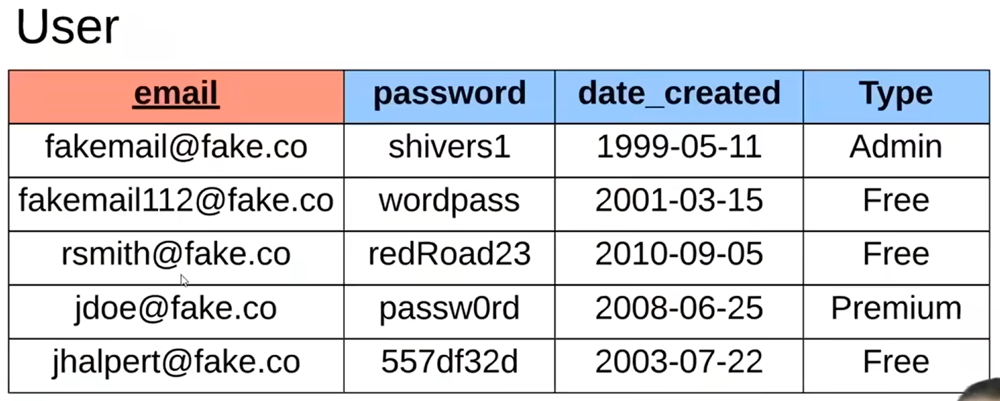 User
email password date_created Type
fakemail@fake.co shivers1 1999-05-11 Admin
fakemail112@fake.co wordpass 2001-03-15 Free
rsmith@fake.co redRoad23 2010-09-05 Free
jdoe@fake.co passw0rd 2008-06-25 Premium
jhalpert@fake.co 557df32d 2003-07-22 Free